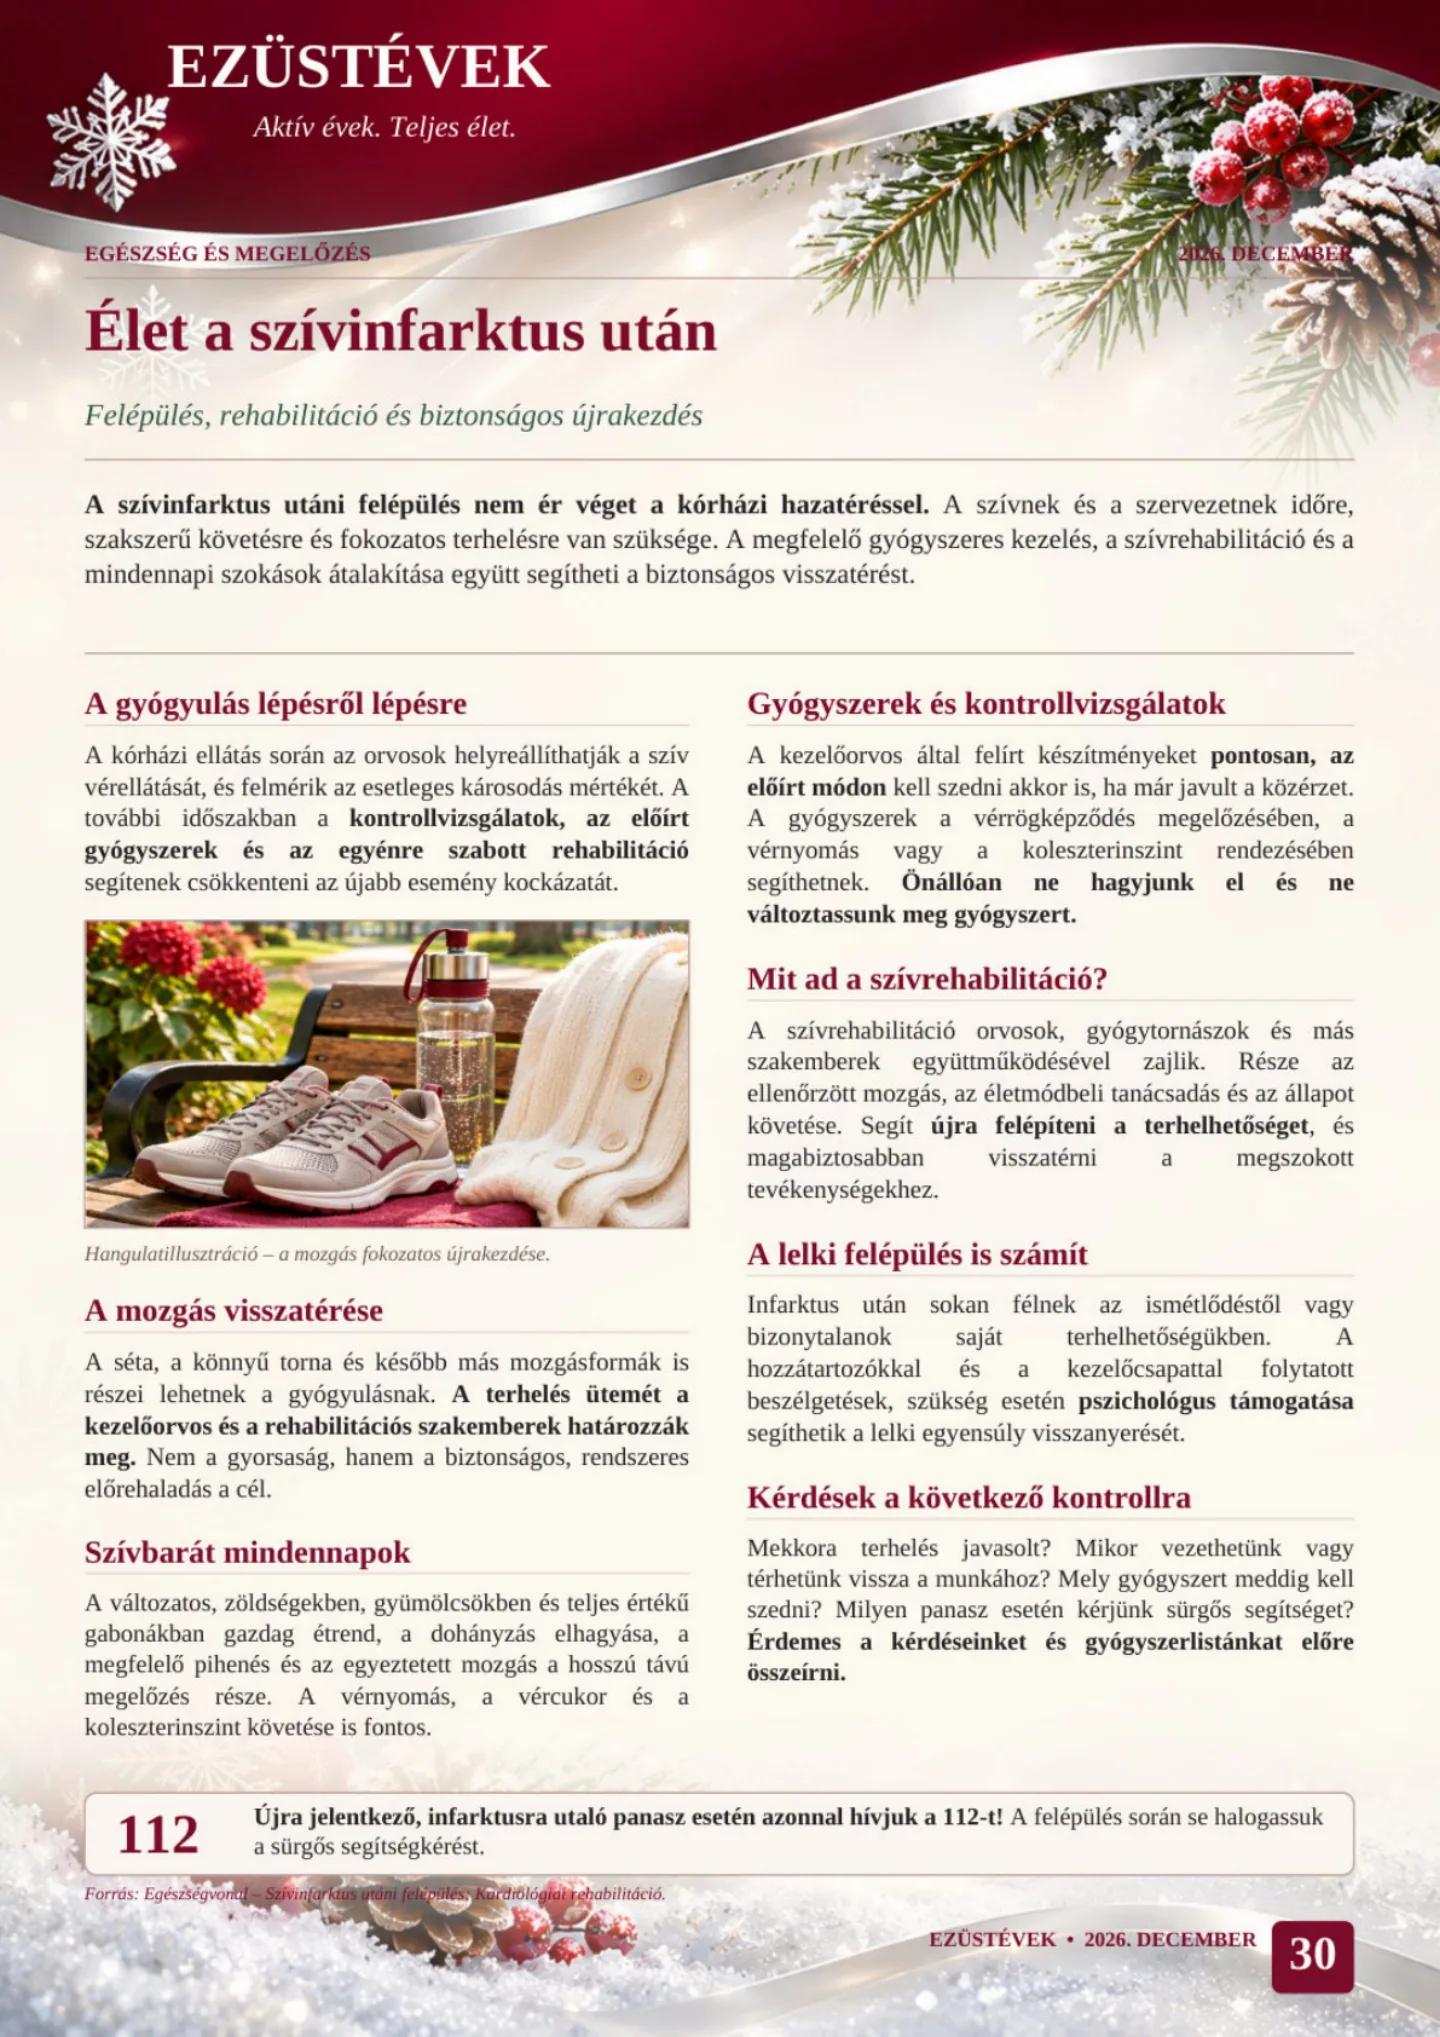 EZÜSTÉVEK
Aktív évek. Teljes élet.
EGÉSZSÉG ÉS MEGELŐZÉS
2026. DECEMBER
Élet a szívinfarktus után
Felépülés, rehabilitáció és biztonságos újrakezdés
A szívinfarktus utáni felépülés nem ér véget a kórházi hazatéréssel. A szívnek és a szervezetnek időre,
szakszerű követésre és fokozatos terhelésre van szüksége. A megfelelő gyógyszeres kezelés, a szívrehabilitáció és a
mindennapi szokások átalakítása együtt segítheti a biztonságos visszatérést.
A gyógyulás lépésről lépésre
A kórházi ellátás során az orvosok helyreállíthatják a szív
vérellátását, és felmérik az esetleges károsodás mértékét. A
további időszakban a kontrollvizsgálatok, az előírt
gyógyszerek és az egyénre szabott rehabilitáció
segítenek csökkenteni az újabb esemény kockázatát.
Hangulatillusztráció – a mozgás fokozatos újrakezdése.
A mozgás visszatérése
A séta, a könnyű torna és később más mozgásformák is
részei lehetnek a gyógyulásnak. A terhelés ütemét a
kezelőorvos és a rehabilitációs szakemberek határozzák
meg. Nem a gyorsaság, hanem a biztonságos, rendszeres
előrehaladás a cél.
Szívbarát mindennapok
A változatos, zöldségekben, gyümölcsökben és teljes értékű
gabonákban gazdag étrend, a dohányzás elhagyása, a
megfelelő pihenés és az egyeztetett mozgás a hosszú távú
megelőzés része. A vérnyomás, a vércukor és a
koleszterinszint követése is fontos.
Gyógyszerek és kontrollvizsgálatok
A kezelőorvos által felírt készítményeket pontosan, az
előírt módon kell szedni akkor is, ha már javult a közérzet.
A gyógyszerek a vérrögképződés megelőzésében, a
vérnyomás vagy a koleszterinszint rendezésében
segíthetnek. Önállóan ne hagyjunk el és ne
változtassunk meg gyógyszert.
Mit ad a szívrehabilitáció?
A szívrehabilitáció orvosok, gyógytornászok és más
szakemberek együttműködésével zajlik. Része az
ellenőrzött mozgás, az életmódbeli tanácsadás és az állapot
követése. Segít újra felépíteni a terhelhetőséget, és
magabiztosabban visszatérni a megszokott
tevékenységekhez.
A lelki felépülés is számít
Infarktus után sokan félnek az ismétlődéstől vagy
bizonytalanok saját terhelhetőségükben. A
hozzátartozókkal és a kezelőcsapattal folytatott
beszélgetések, szükség esetén pszichológus támogatása
segíthetik a lelki egyensúly visszanyerését.
Kérdések a következő kontrollra
Mekkora terhelés javasolt? Mikor vezethetünk vagy
térhetünk vissza a munkához? Mely gyógyszert meddig kell
szedni? Milyen panasz esetén kérjünk sürgős segítséget?
Érdemes a kérdéseinket és gyógyszerlistánkat előre
összeírni.
112
Újra jelentkező, infarktusra utaló panasz esetén azonnal hívjuk a 112-t! A felépülés során se halogassuk
a sürgős segítségkérést.
Forrás: Egészségvonal – Szívinfarktus utáni felépülés; Kardiológiai rehabilitáció.
EZÜSTÉVEK • 2026. DECEMBER
30